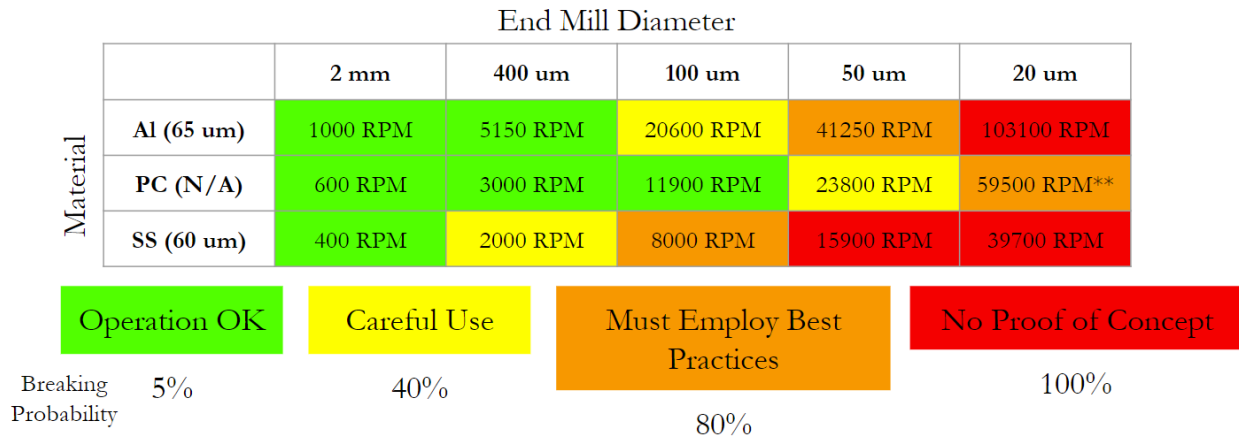 End Mill Diameter
2 mm 400 um 100 um 50 um 20 um
Material
Al (65 um) 1000 RPM 5150 RPM 20600 RPM 41250 RPM 103100 RPM
PC (N/A) 600 RPM 3000 RPM 11900 RPM 23800 RPM 59500 RPM**
SS (60 um) 400 RPM 2000 RPM 8000 RPM 15900 RPM 39700 RPM
Operation OK Careful Use Must Employ Best No Proof of Concept
Practices
Breaking
Probability 5% 40% 80% 100%